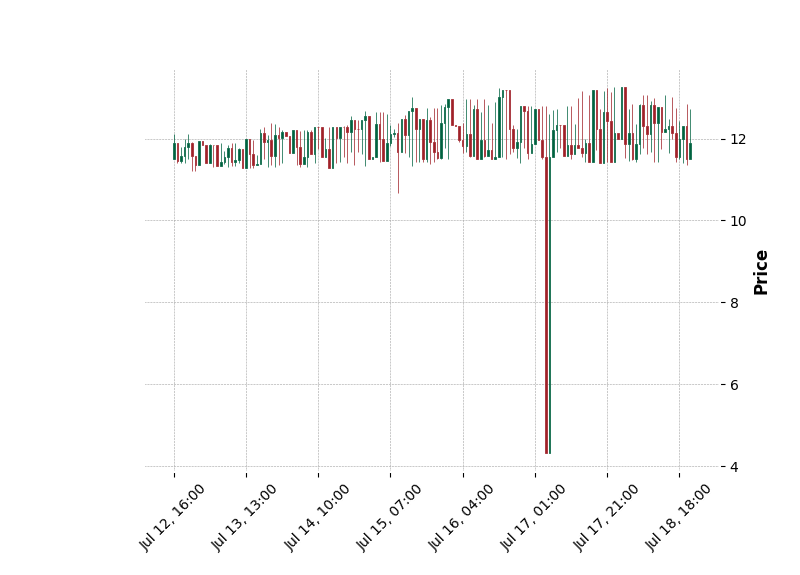 12
10
8
6
4
Price
Jul 12, 16:00
Jul 13, 13:00
Jul 14, 10:00
Jul 15, 07:00
Jul 16, 04:00
Jul 17, 01:00
Jul 17, 21:00
Jul 18, 18:00